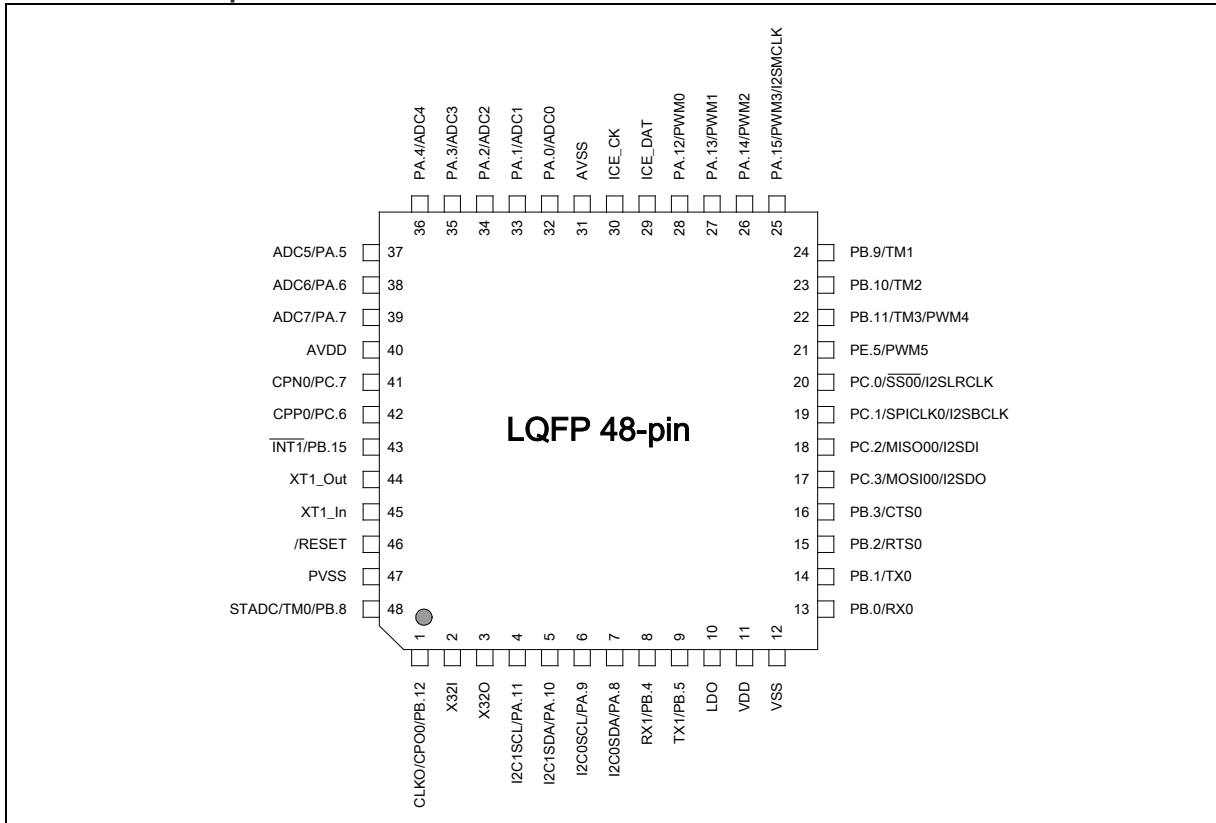 PA.4/ADC4
PA.3/ADC3
PA.2/ADC2
PA.1/ADC1
PA.0/ADC0
AVSS
ICE_CK
ICE_DAT
PA.12/PWM0
PA.13/PWM1
PA.14/PWM2
PA.15/PWM3/I2SMCLK
36
35
34
33
32
31
30
29
28
27
26
25
ADC5/PA.5 37
ADC6/PA.6 38
ADC7/PA.7 39
AVDD 40
CPN0/PC.7 41
CPP0/PC.6 42
INT1/PB.15 43
XT1_Out 44
XT1_In 45
/RESET 46
PVSS 47
STADC/TM0/PB.8 48
LQFP 48-pin
24 PB.9/TM1
23 PB.10/TM2
22 PB.11/TM3/PWM4
21 PE.5/PWM5
20 PC.0/SS00/I2SLRCLK
19 PC.1/SPICLK0/I2SBCLK
18 PC.2/MISO00/I2SDI
17 PC.3/MOSI00/I2SDO
16 PB.3/CTS0
15 PB.2/RTS0
14 PB.1/TX0
13 PB.0/RX0
1
2
3
4
5
6
7
8
9
10
11
12
CLKO/CPO0/PB.12
X32I
X32O
I2C1SCL/PA.11
I2C1SDA/PA.10
I2C0SCL/PA.9
I2C0SDA/PA.8
RX1/PB.4
TX1/PB.5
LDO
VDD
VSS